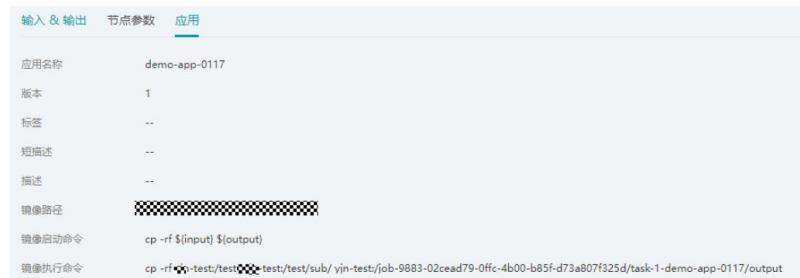 输入 & 输出 节点参数 应用
应用名称 demo-app-0117
版本 1
标签 --
短描述 --
描述 --
镜像路径
镜像启动命令 cp -rf ${input} ${output}
镜像执行命令 cp -rf -test:/test -test:/test/sub/ yjn-test:/job-9883-02cead79-0ffc-4b00-b85f-d73a807f325d/task-1-demo-app-0117/output